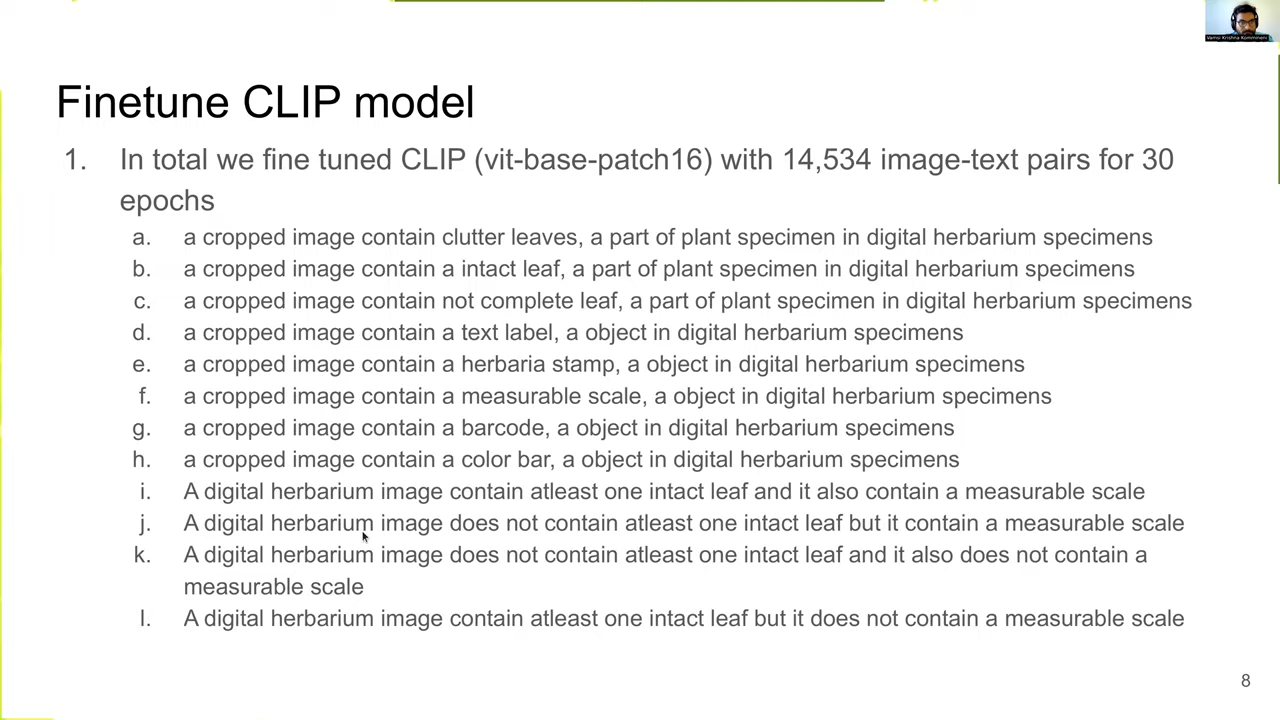 Vamsi Krishna Kommineni
Finetune CLIP model
1. In total we fine tuned CLIP (vit-base-patch16) with 14,534 image-text pairs for 30
epochs
a. a cropped image contain clutter leaves, a part of plant specimen in digital herbarium specimens
b. a cropped image contain a intact leaf, a part of plant specimen in digital herbarium specimens
c. a cropped image contain not complete leaf, a part of plant specimen in digital herbarium specimens
d. a cropped image contain a text label, a object in digital herbarium specimens
e. a cropped image contain a herbaria stamp, a object in digital herbarium specimens
f. a cropped image contain a measurable scale, a object in digital herbarium specimens
g. a cropped image contain a barcode, a object in digital herbarium specimens
h. a cropped image contain a color bar, a object in digital herbarium specimens
i. A digital herbarium image contain atleast one intact leaf and it also contain a measurable scale
j. A digital herbarium image does not contain atleast one intact leaf but it contain a measurable scale
k. A digital herbarium image does not contain atleast one intact leaf and it also does not contain a
measurable scale
l. A digital herbarium image contain atleast one intact leaf but it does not contain a measurable scale
8